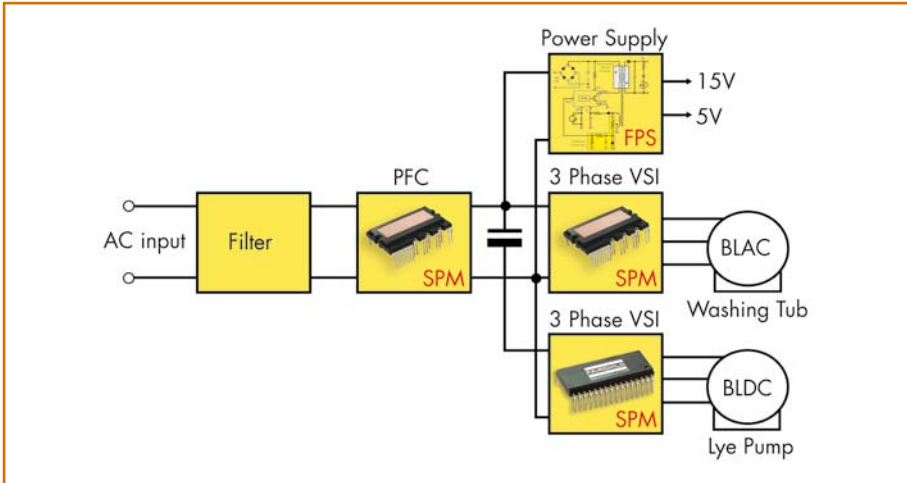 Power Supply
15V
5V
FPS
PFC
3 Phase VSI
AC input
Filter
SPM
SPM
BLAC
Washing Tub
3 Phase VSI
SPM
BLDC
Lye Pump